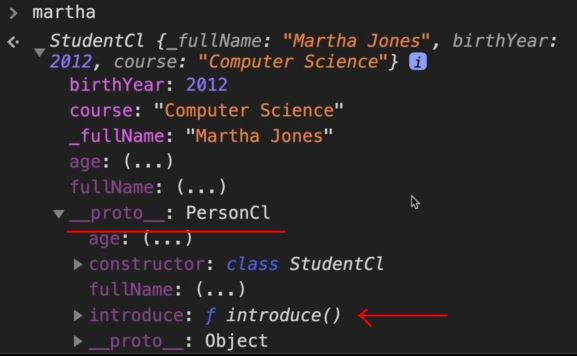 > martha
<· StudentCl {_fullName: "Martha Jones", birthYear:
▼ 2012, course: "Computer Science"} i
birthYear: 2012
course: "Computer Science"
_fullName: "Martha Jones"
age: (...)
fullName: (...)
▼ __proto__: PersonCl
age: (...)
▶ constructor: class StudentCl
fullName: (...)
▶ introduce: ƒ introduce()
▶ __proto__: Object